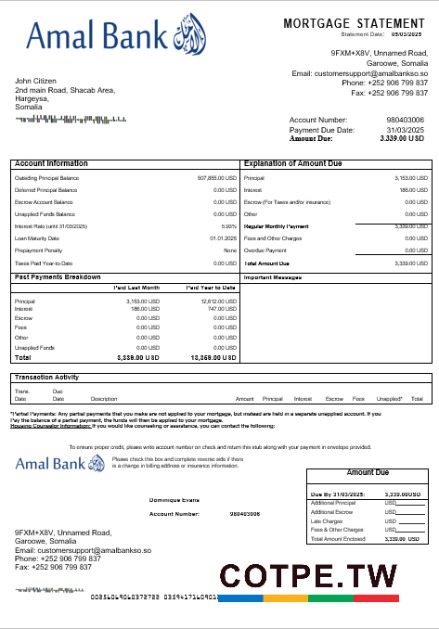 Amal Bank
MORTGAGE STATEMENT
Statement Date: 05/03/2025
9FXM+X8V, Unnamed Road,
Garoowe, Somalia
Email: customersupport@amalbankso.so
Phone: +252 906 799 837
Fax: +252 906 799 837
John Citizen
2nd main Road, Shacab Area,
Hargeysa,
Somalia
Account Number: 980403006
Payment Due Date: 31/03/2025
Amount Due: 3,339.00 USD
Account Information
Outstanding Principal Balance 507,855.00 USD
Deferred Principal Balance 0.00 USD
Escrow Account Balance 0.00 USD
Unapplied Funds Balance 0.00 USD
Interest Rate (until 31/03/2025)
Loan Maturity Date 01.01.2025
Prepayment Penalty None
Taxes Paid Year-to-Date 0.00 USD
Explanation of Amount Due
Principal 3,153.00 USD
Interest 186.00 USD
Escrow (For Taxes and/or insurance) 0.00 USD
Other 0.00 USD
Regular Monthly Payment 3,339.00 USD
Fees and Other Charges 0.00 USD
Overdue Payment 0.00 USD
Total Amount Due 3,339.00 USD
Past Payments Breakdown
Paid Last Month Paid Year to Date
Principal 3,153.00 USD 12,612.00 USD
Interest 186.00 USD 747.00 USD
Escrow 0.00 USD 0.00 USD
Fees 0.00 USD 0.00 USD
Other 0.00 USD 0.00 USD
Unapplied Funds 0.00 USD 0.00 USD
Total 3,339.00 USD 13,359.00 USD
Important Messages
Transaction Activity
Trans. Date Due Date Description Amount Principal Interest Escrow Fees Unapplied* Total
*Partial Payments: Any partial payments that you make are not applied to your mortgage, but instead are held in a separate unapplied account. If you
Pay the balance of a partial payment, the funds will then be applied to your mortgage.
Housing Counselor Information: If you would like counseling or assistance, you can contact the following:
To ensure proper credit, please write account number on check and return this stub along with your payment in envelope provided.
Amal Bank
Please check the box and complete reverse side if there
is a change in billing address or insurance information.
Dominique Evans
Account Number: 980403006
Amount Due
Due By 31/03/2025: 3,339.00USD
Additional Principal USD
Additional Escrow USD
Late Charges USD
Fees & Other Charges USD
Total Amount Enclosed 3,339.00 USD
9FXM+X8V, Unnamed Road,
Garoowe, Somalia
Email: customersupport@amalbankso.so
Phone: +252 906 799 837
Fax: +252 906 799 837
COTPE.TW